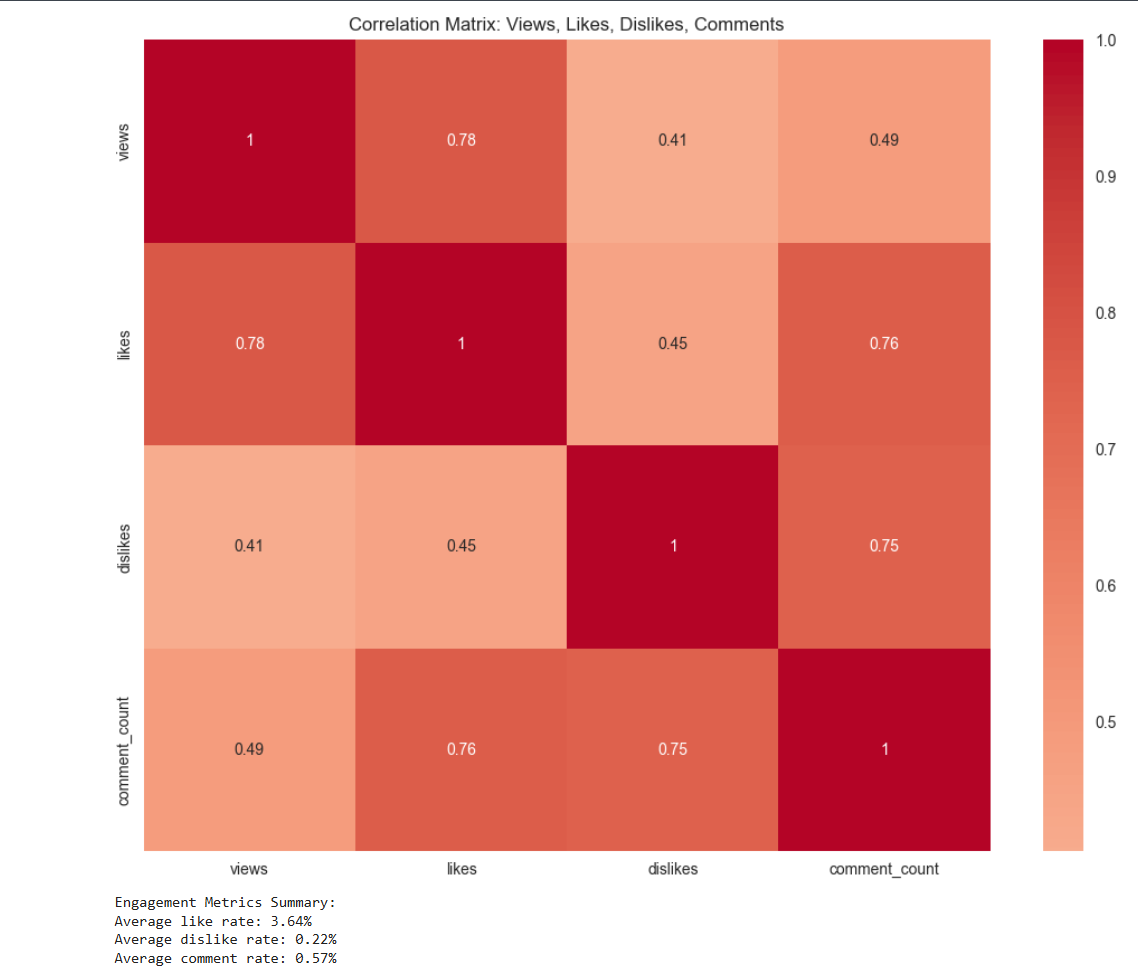 Correlation Matrix: Views, Likes, Dislikes, Comments
1.0
views
1 0.78 0.41 0.49
0.9
0.8
likes
0.78 1 0.45 0.76
0.7
dislikes
0.41 0.45 1 0.75
0.6
0.5
comment_count
0.49 0.76 0.75 1
views likes dislikes comment_count
Engagement Metrics Summary:
Average like rate: 3.64%
Average dislike rate: 0.22%
Average comment rate: 0.57%